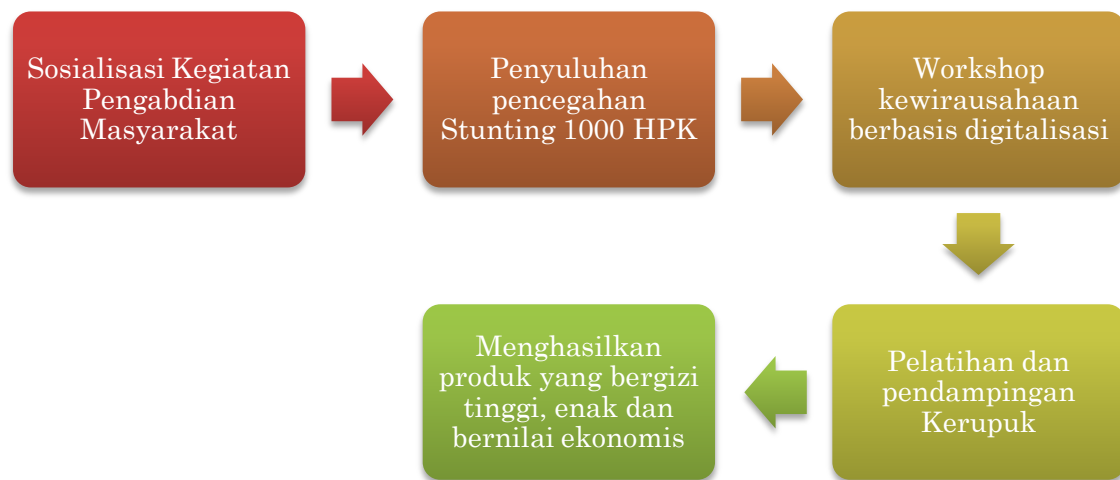 Sosialisasi Kegiatan
Pengabdian
Masyarakat
Penyuluhan
pencegahan
Stunting 1000 HPK
Workshop
kewirausahaan
berbasis digitalisasi
Pelatihan dan
pendampingan
Kerupuk
Menghasilkan
produk yang bergizi
tinggi, enak dan
bernilai ekonomis